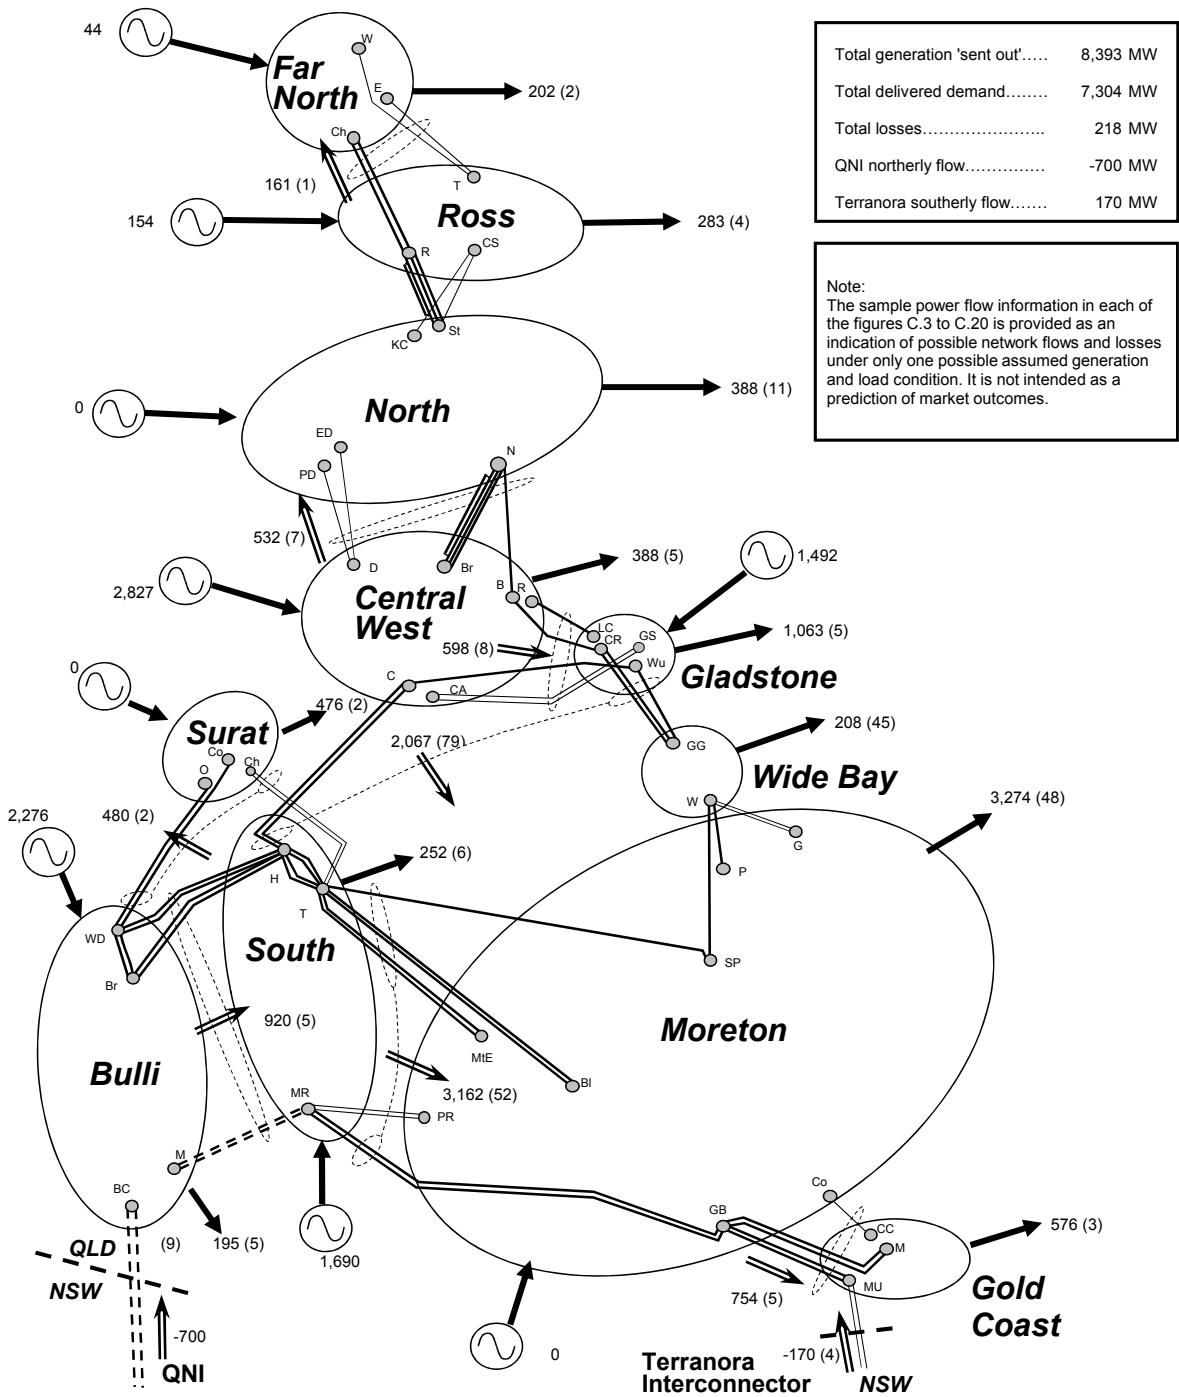 44
W
Far
North
E
202 (2)
Ch
161 (1)
T
154
Ross
283 (4)
R
CS
KC
St
Total generation 'sent out'..... 8,393 MW
Total delivered demand........ 7,304 MW
Total losses...................... 218 MW
QNI northerly flow............... -700 MW
Terranora southerly flow....... 170 MW
Note:
The sample power flow information in each of
the figures C.3 to C.20 is provided as an
indication of possible network flows and losses
under only one possible assumed generation
and load condition. It is not intended as a
prediction of market outcomes.
0
North
388 (11)
ED
PD
N
532 (7)
D
Br
388 (5)
1,492
2,827
Central
West
B
R
LC
CR
GS
1,063 (5)
598 (8)
Wu
Gladstone
C
CA
0
476 (2)
Surat
Co
Ch
O
2,067 (79)
208 (45)
GG
Wide Bay
2,276
480 (2)
W
G
3,274 (48)
P
252 (6)
H
T
WD
South
SP
Br
920 (5)
Moreton
Bulli
MtE
Bl
3,162 (52)
MR
PR
M
BC
Co
GB
CC
M
576 (3)
(9)
195 (5)
QLD
NSW
1,690
MU
754 (5)
Gold
Coast
-700
QNI
0
Terranora
Interconnector
-170 (4)
NSW